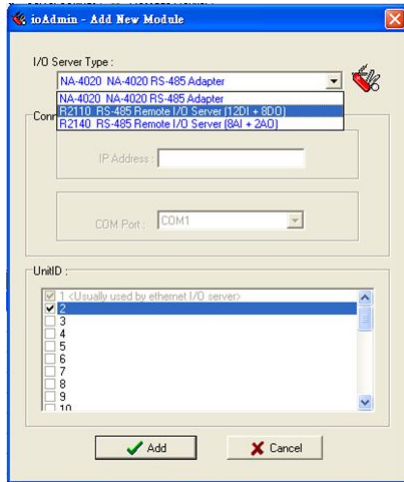 ioAdmin - Add New Module
I/O Server Type :
NA-4020 NA-4020 RS-485 Adapter
NA-4020 NA-4020 RS-485 Adapter
R2110 RS-485 Remote I/O Server (12DI + 8DO)
R2140 RS-485 Remote I/O Server (8AI + 2AO)
Conn
IP Address :
COM Port : COM1
UnitID :
1 <Usually used by ethernet I/O server>
2
3
4
5
6
7
8
9
10
Add
Cancel